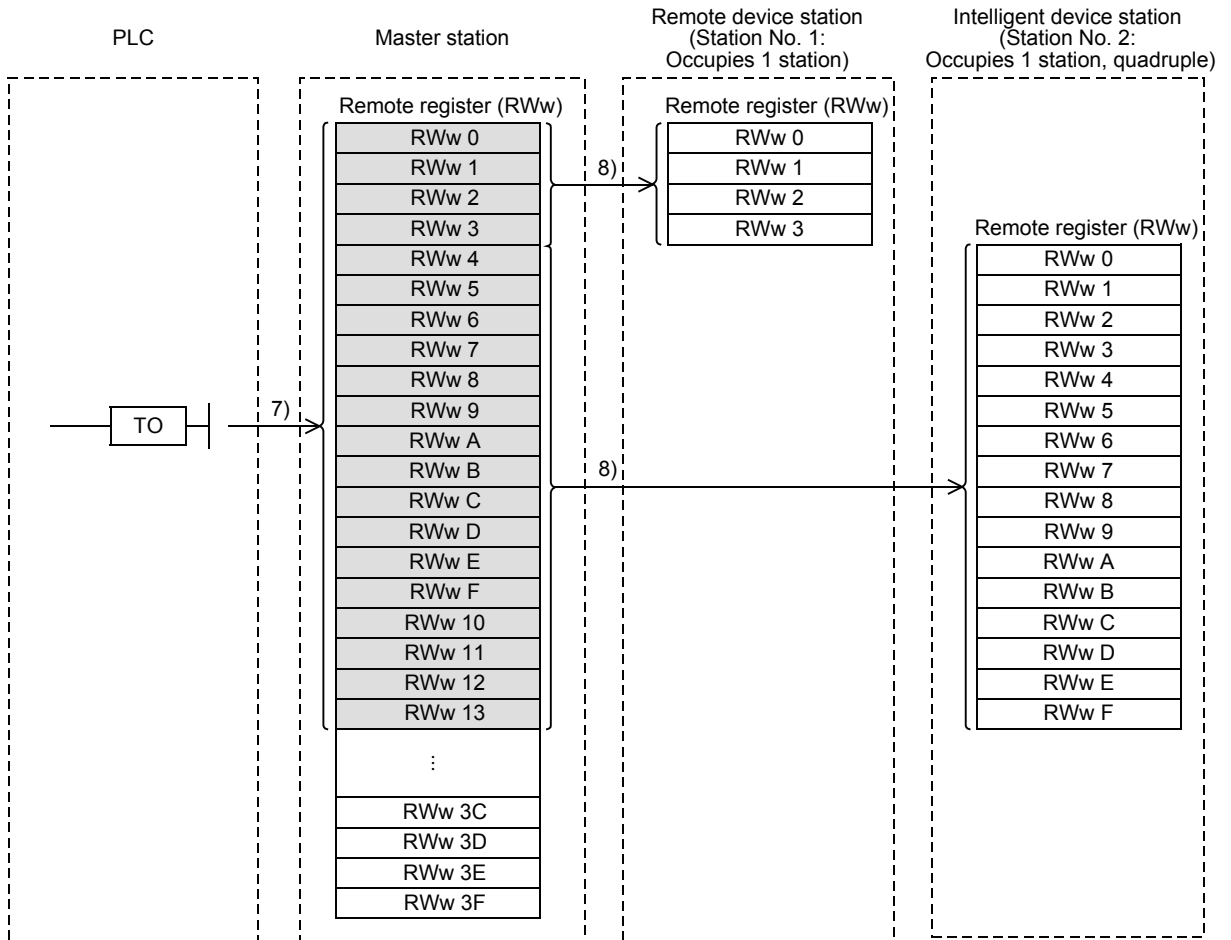 PLC
Master station
Remote device station
(Station No. 1:
Occupies 1 station)
Intelligent device station
(Station No. 2:
Occupies 1 station, quadruple)
TO
7)
Remote register (RWw)
RWw 0
RWw 1
RWw 2
RWw 3
RWw 4
RWw 5
RWw 6
RWw 7
RWw 8
RWw 9
RWw A
RWw B
RWw C
RWw D
RWw E
RWw F
RWw 10
RWw 11
RWw 12
RWw 13
⋮
RWw 3C
RWw 3D
RWw 3E
RWw 3F
8)
8)
Remote register (RWw)
RWw 0
RWw 1
RWw 2
RWw 3
Remote register (RWw)
RWw 0
RWw 1
RWw 2
RWw 3
RWw 4
RWw 5
RWw 6
RWw 7
RWw 8
RWw 9
RWw A
RWw B
RWw C
RWw D
RWw E
RWw F